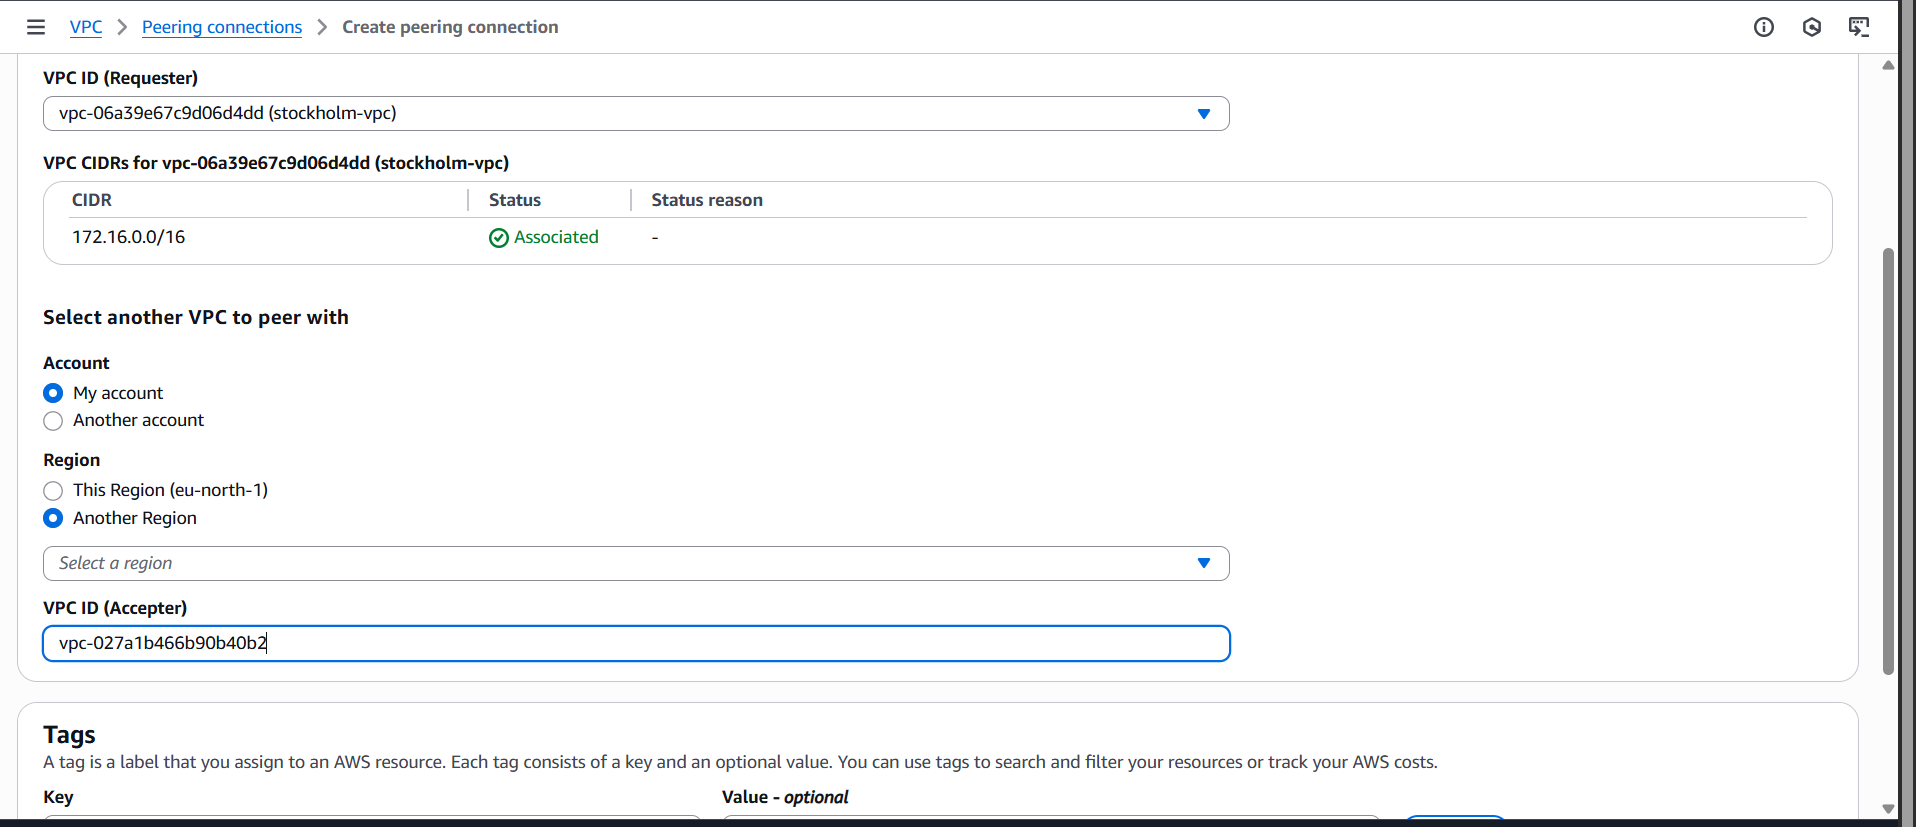 VPC > Peering connections > Create peering connection
VPC ID (Requester)
vpc-06a39e67c9d06d4dd (stockholm-vpc)
VPC CIDRs for vpc-06a39e67c9d06d4dd (stockholm-vpc)
CIDR Status Status reason
172.16.0.0/16 Associated -
Select another VPC to peer with
Account
My account
Another account
Region
This Region (eu-north-1)
Another Region
Select a region
VPC ID (Accepter)
vpc-027a1b466b90b40b2
Tags
A tag is a label that you assign to an AWS resource. Each tag consists of a key and an optional value. You can use tags to search and filter your resources or track your AWS costs.
Key Value - optional